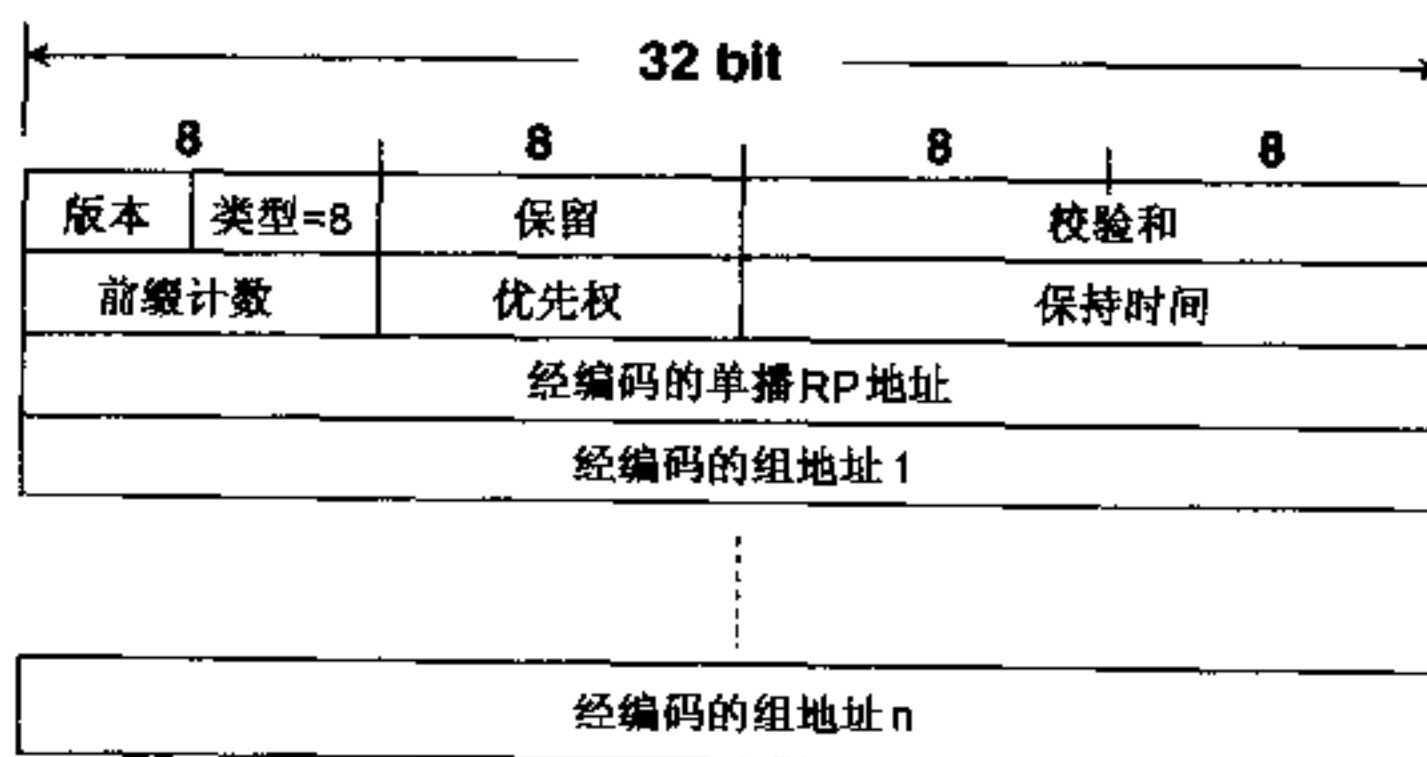 32 bit
8 8 8 8
版本 类型=8 保留 校验和
前缀计数 优先权 保持时间
经编码的单播RP地址
经编码的组地址1
经编码的组地址n